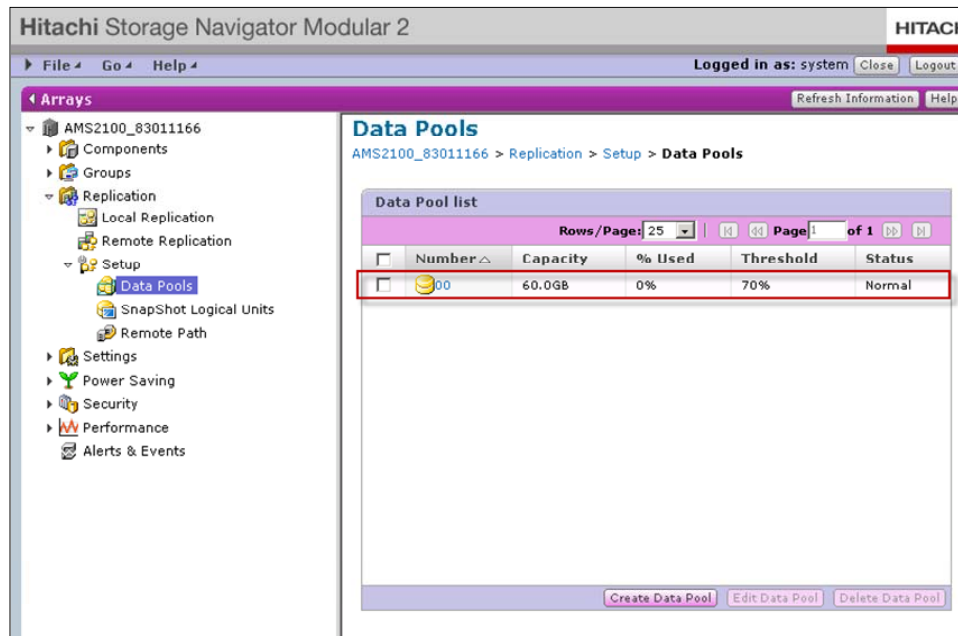 Hitachi Storage Navigator Modular 2
HITACHI
File Go Help
Logged in as: system Close Logout
Arrays
Refresh Information Help
AMS2100_83011166
Components
Groups
Replication
Local Replication
Remote Replication
Setup
Data Pools
SnapShot Logical Units
Remote Path
Settings
Power Saving
Security
Performance
Alerts & Events
Data Pools
AMS2100_83011166 > Replication > Setup > Data Pools
Data Pool list
Rows/Page: 25 | Page 1 of 1
Number Capacity % Used Threshold Status
00 60.0GB 0% 70% Normal
Create Data Pool Edit Data Pool Delete Data Pool